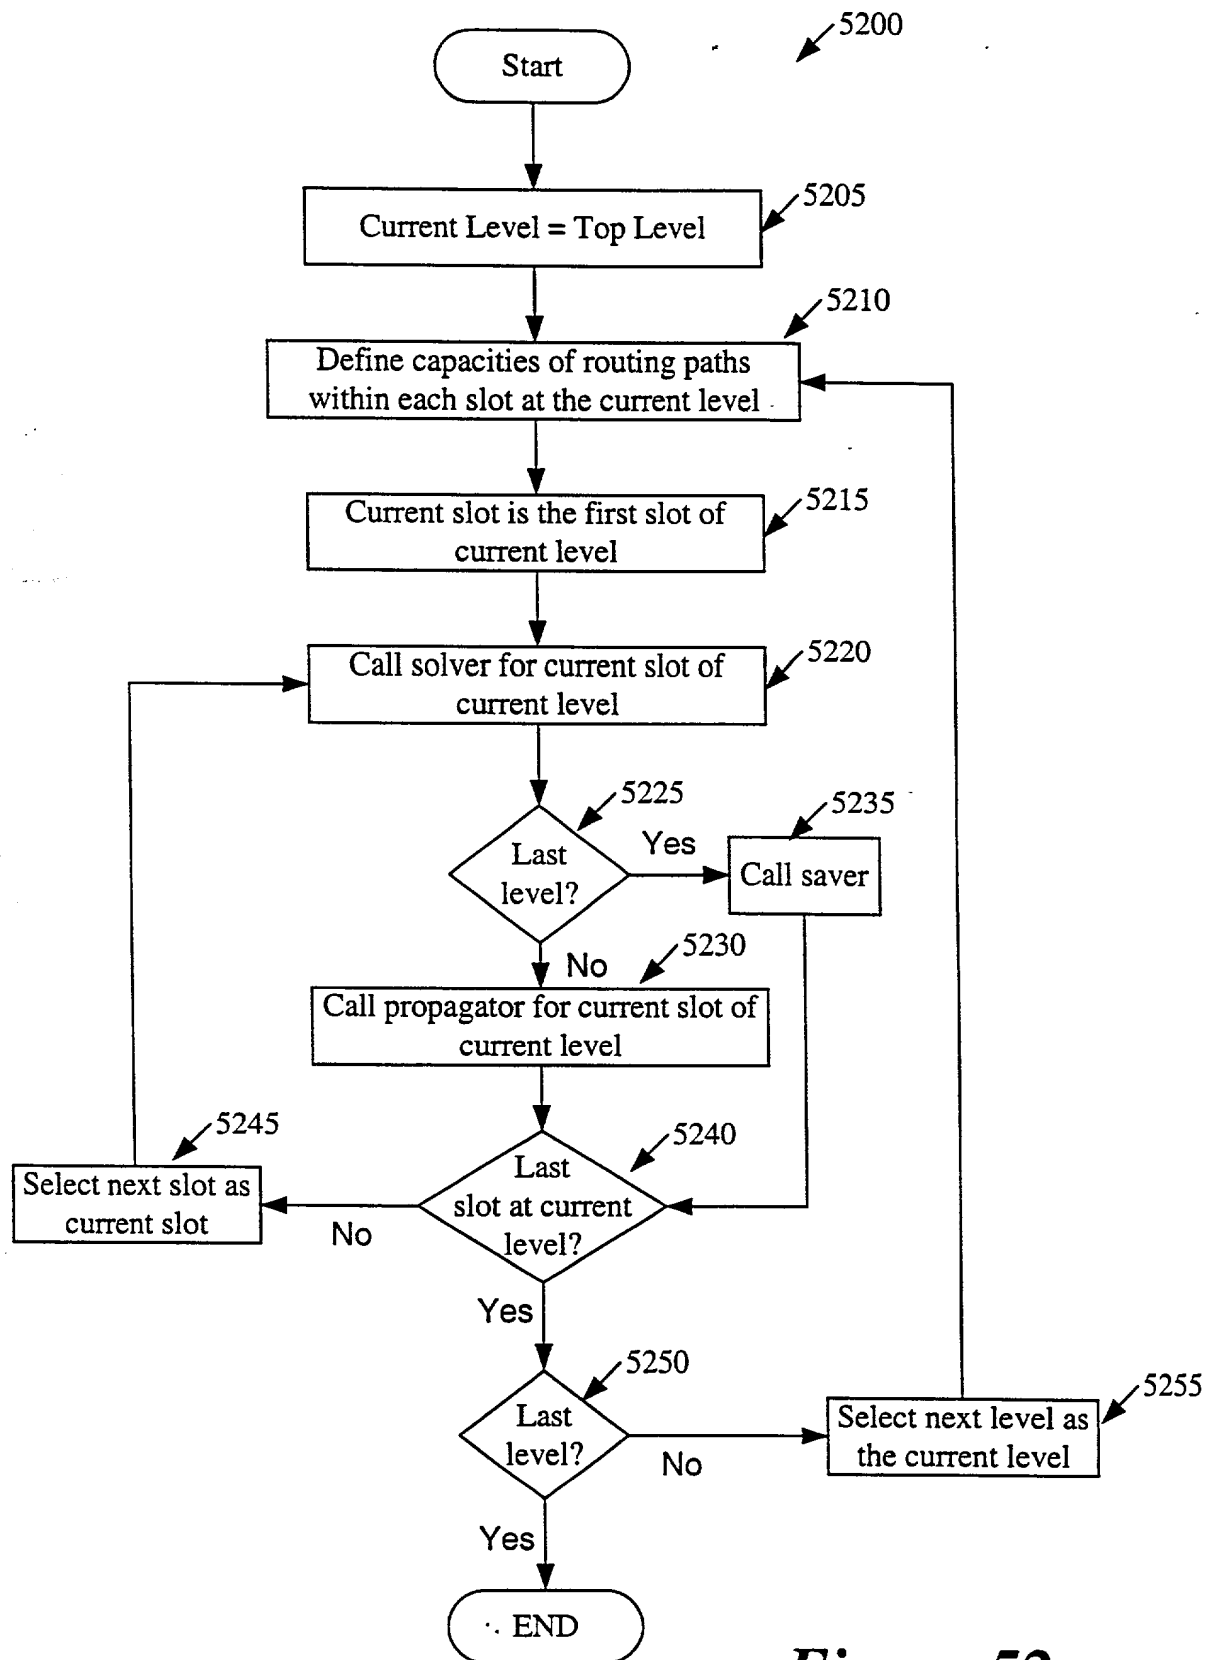 5200
Start
5205
Current Level = Top Level
5210
Define capacities of routing paths
within each slot at the current level
5215
Current slot is the first slot of
current level
5220
Call solver for current slot of
current level
5225
Last
level?
Yes
5235
Call saver
No
5230
Call propagator for current slot of
current level
5245
Select next slot as
current slot
5240
Last
slot at current
level?
No
Yes
5250
Last
level?
No
5255
Select next level as
the current level
Yes
END
Figure 52